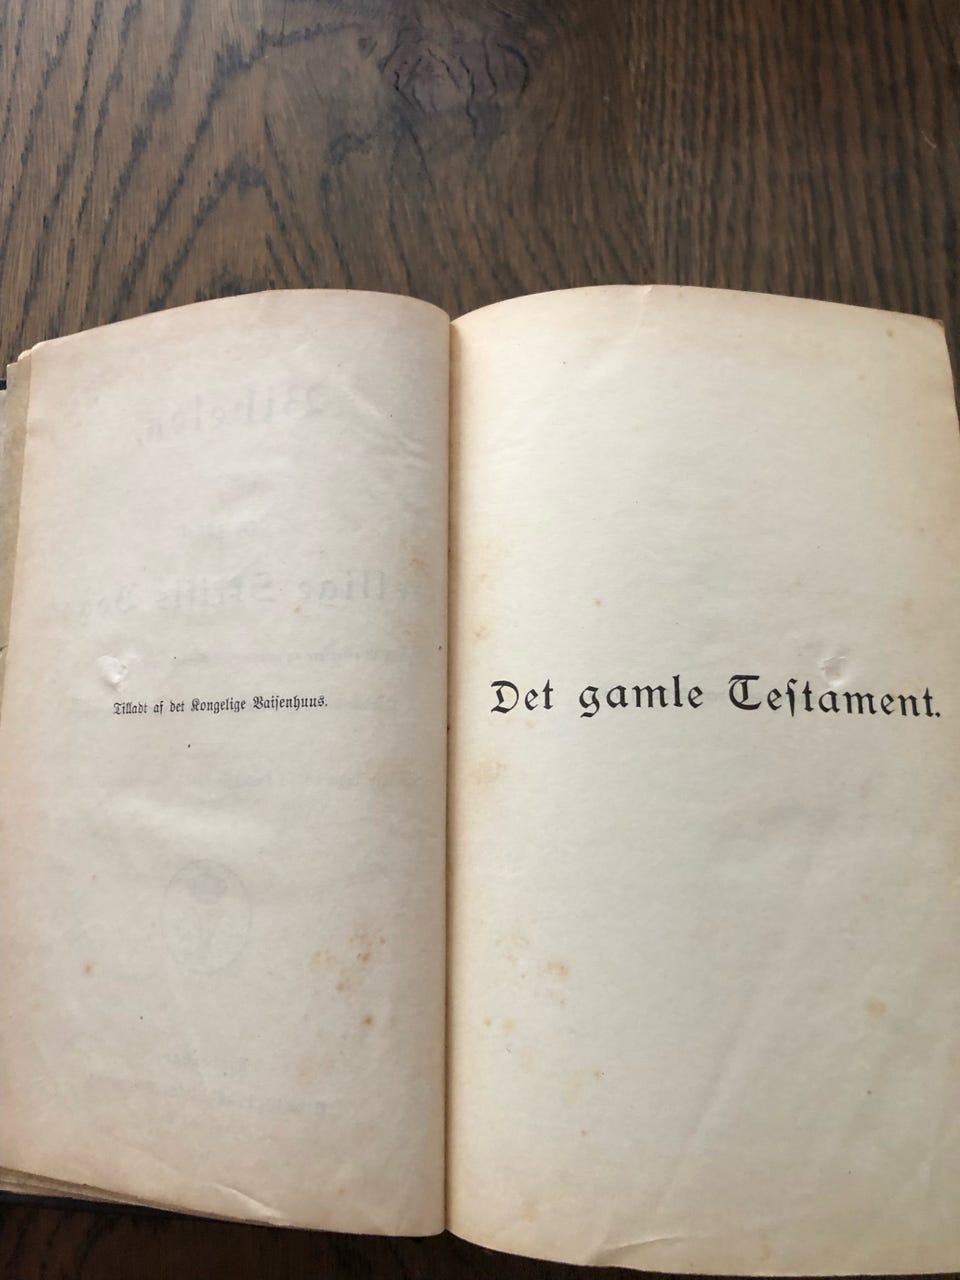 Tilladt af det Kongelige Vaisenhuus.
Det gamle Teſtament.